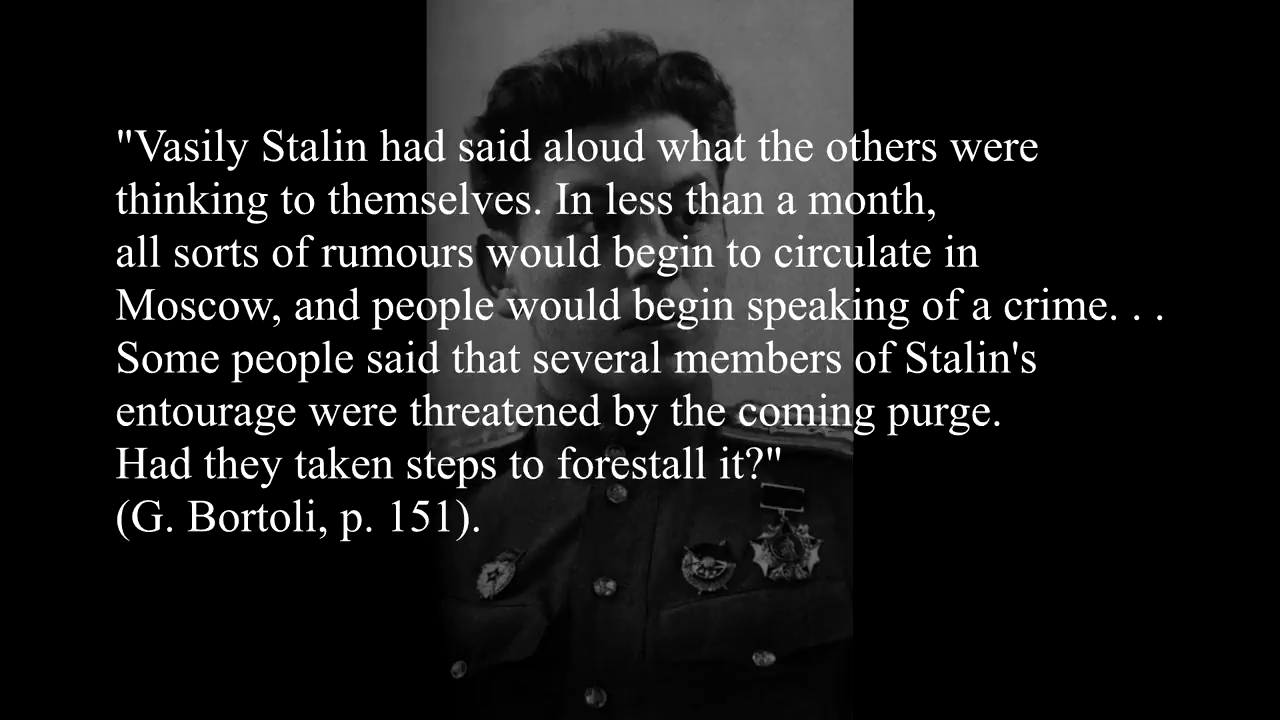 "Vasily Stalin had said aloud what the others were
thinking to themselves. In less than a month,
all sorts of rumours would begin to circulate in
Moscow, and people would begin speaking of a crime. . .
Some people said that several members of Stalin's
entourage were threatened by the coming purge.
Had they taken steps to forestall it?"
(G. Bortoli, p. 151).